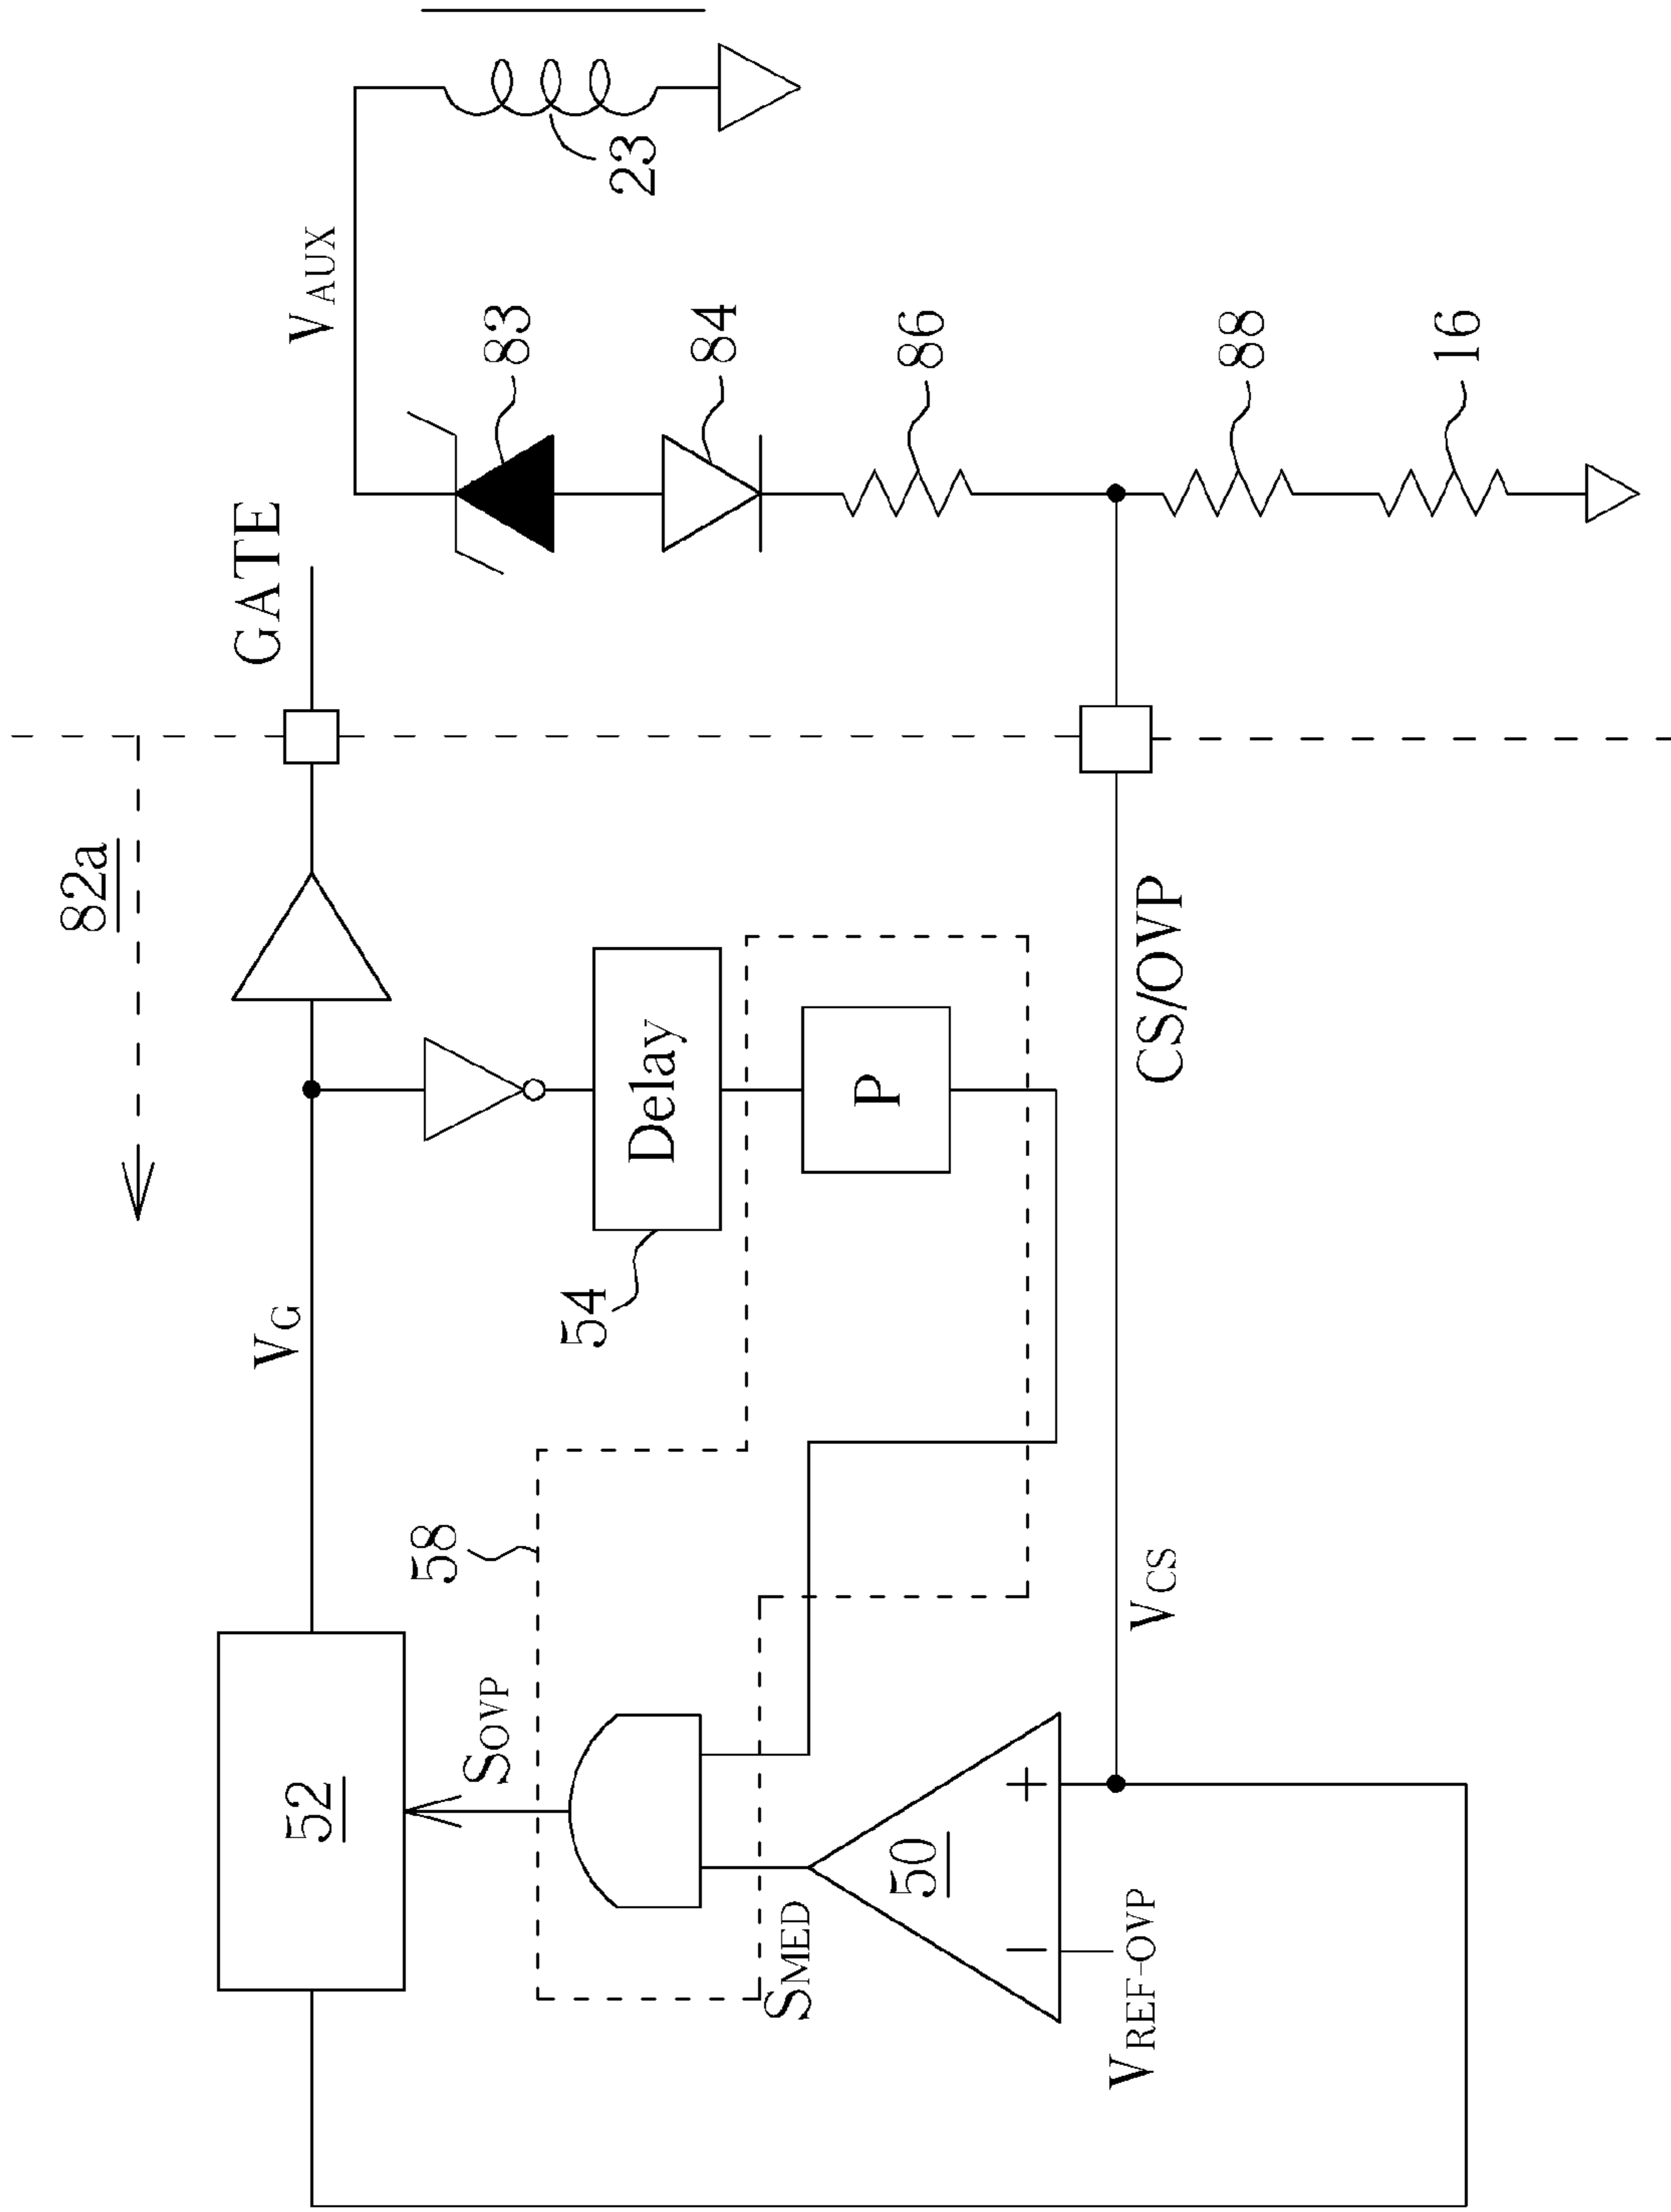 82a
GATE
VAUX
23
VG
83
84
86
88
16
54
Delay
P
58
52
SOVP
SMED
50
+
−
VREF-OVP
VCS
CS/OVP